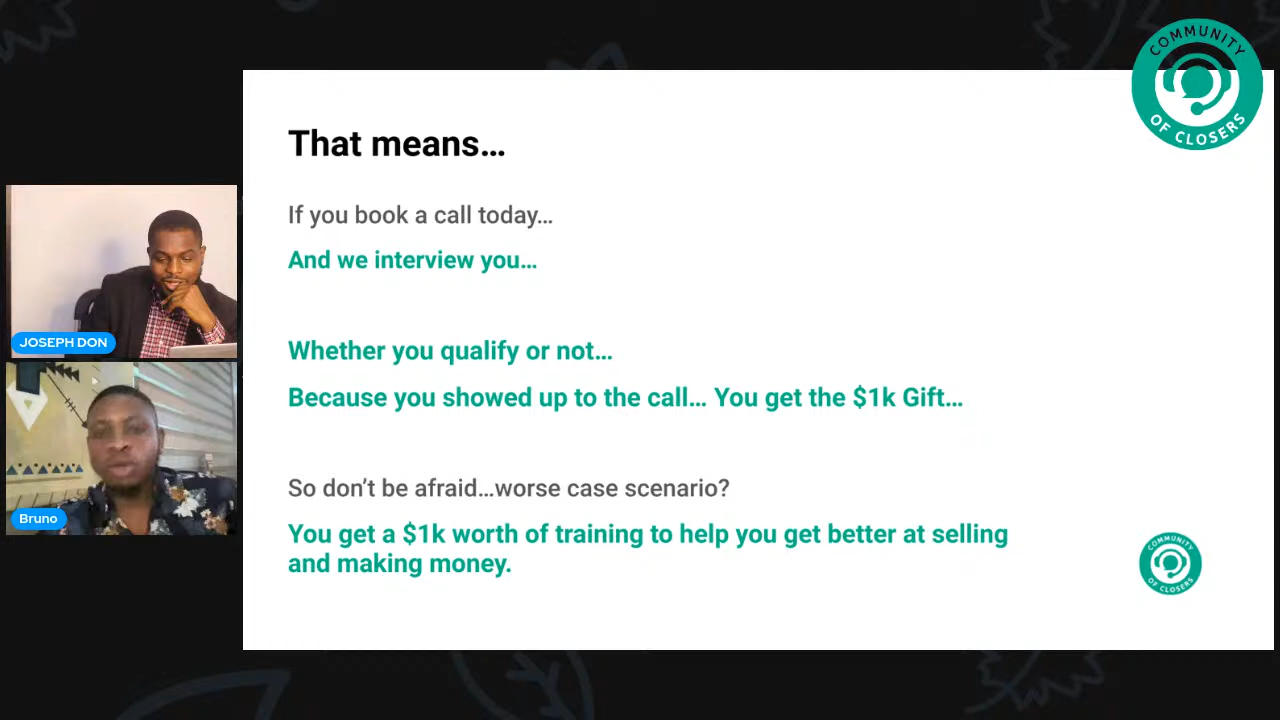 COMMUNITY
OF CLOSERS
That means…
If you book a call today…
And we interview you…
Whether you qualify or not…
Because you showed up to the call… You get the $1k Gift…
So don’t be afraid…worse case scenario?
You get a $1k worth of training to help you get better at selling
and making money.
JOSEPH DON
Bruno
COMMUNITY
OF CLOSERS